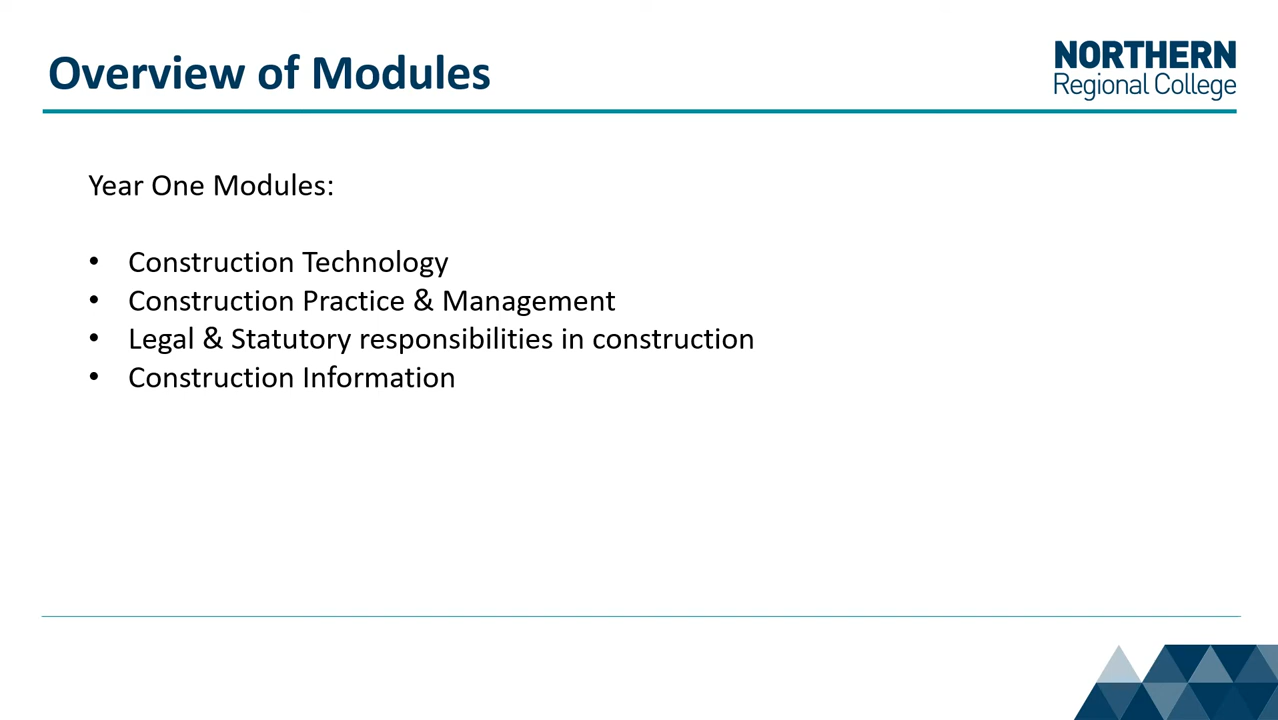 Overview of Modules
NORTHERN
Regional College
Year One Modules:
• Construction Technology
• Construction Practice & Management
• Legal & Statutory responsibilities in construction
• Construction Information